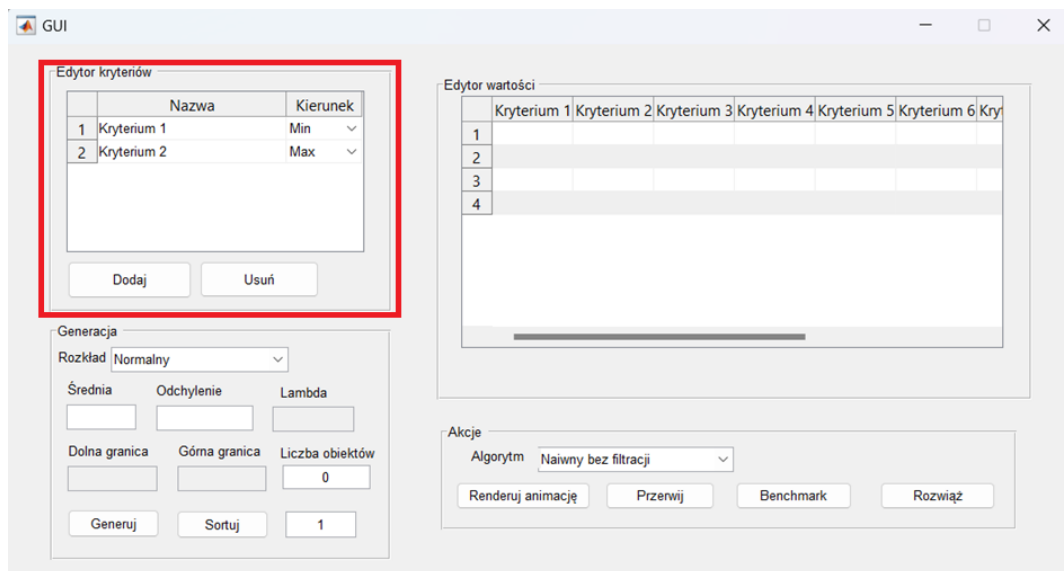 GUI
Edytor kryteriów
Nazwa Kierunek
1 Kryterium 1 Min
2 Kryterium 2 Max
Dodaj Usuń
Generacja
Rozkład Normalny
Średnia Odchylenie Lambda
Dolna granica Górna granica Liczba obiektów
0
Generuj Sortuj 1
Edytor wartości
Kryterium 1 Kryterium 2 Kryterium 3 Kryterium 4 Kryterium 5 Kryterium 6 Kry
1
2
3
4
Akcje
Algorytm Naiwny bez filtracji
Renderuj animację Przerwij Benchmark Rozwiąż